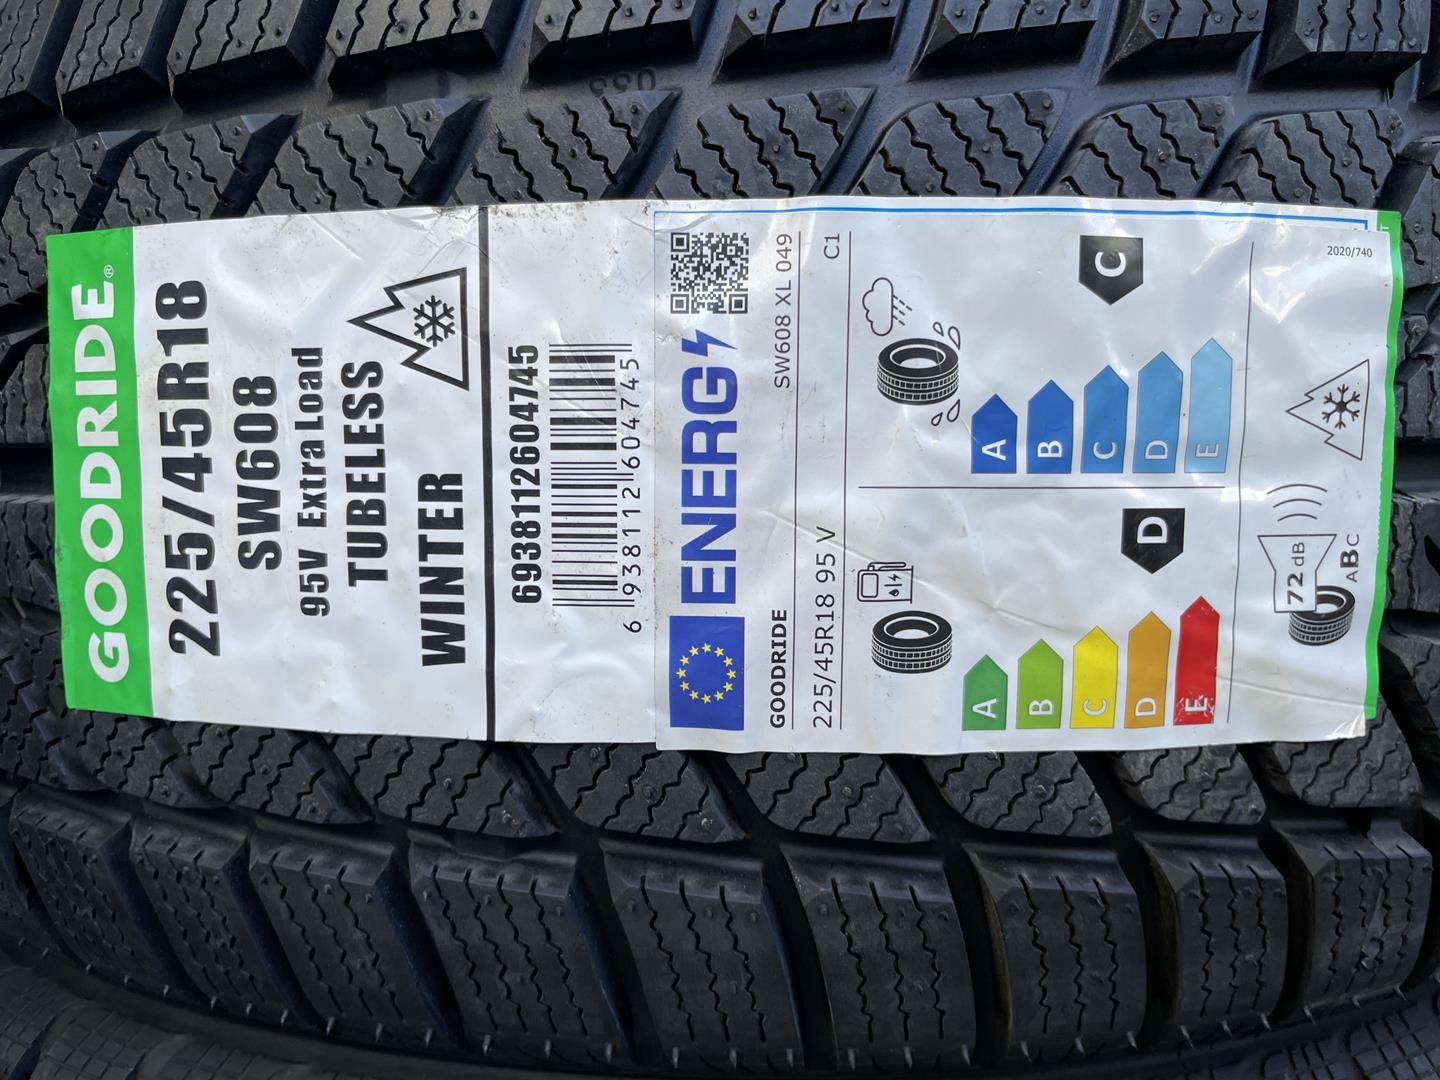 GOODRIDE®
225/45R18
SW608
95V Extra Load
TUBELESS
WINTER
6938112604745
6 938112 604745
ENERG
GOODRIDE
SW608 XL 049
225/45R18 95 V
C1
A
B
C
D
E
D
A
B
C
D
E
C
72 dB
ABC
2020/740